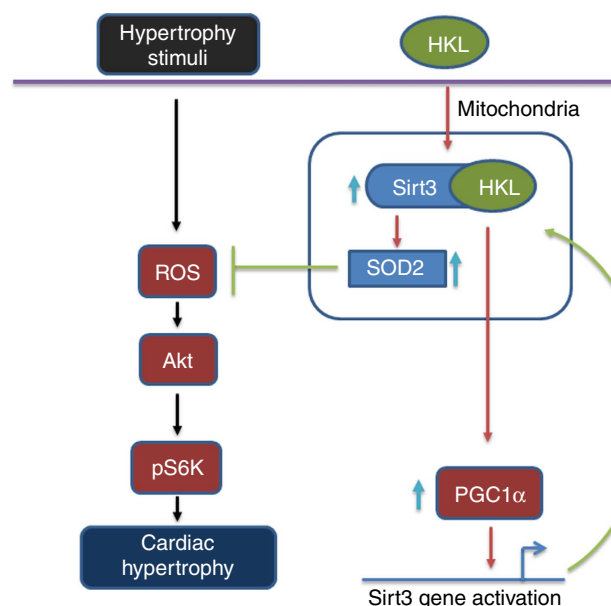 Hypertrophy
stimuli
HKL
Mitochondria
Sirt3
HKL
SOD2
ROS
Akt
pS6K
PGC1α
Cardiac
hypertrophy
Sirt3 gene activation